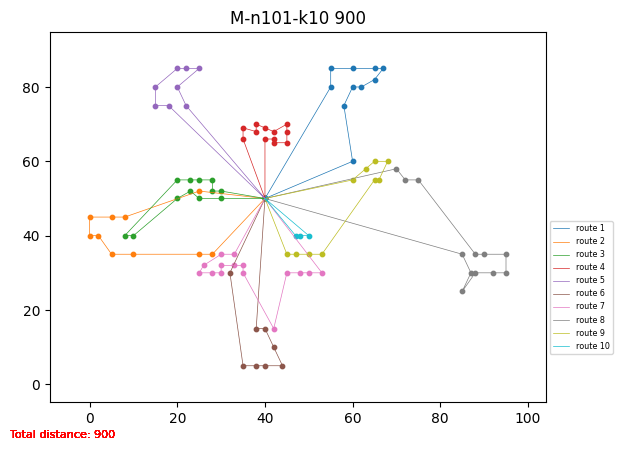 M-n101-k10 900
80
60
40
20
0
0
20
40
60
80
100
route 1
route 2
route 3
route 4
route 5
route 6
route 7
route 8
route 9
route 10
Total distance: 900